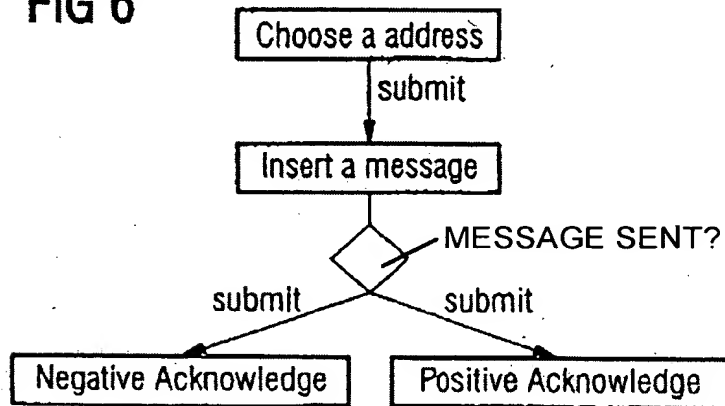 FIG 6
Choose a address
submit
Insert a message
MESSAGE SENT?
submit submit
Negative Acknowledge Positive Acknowledge